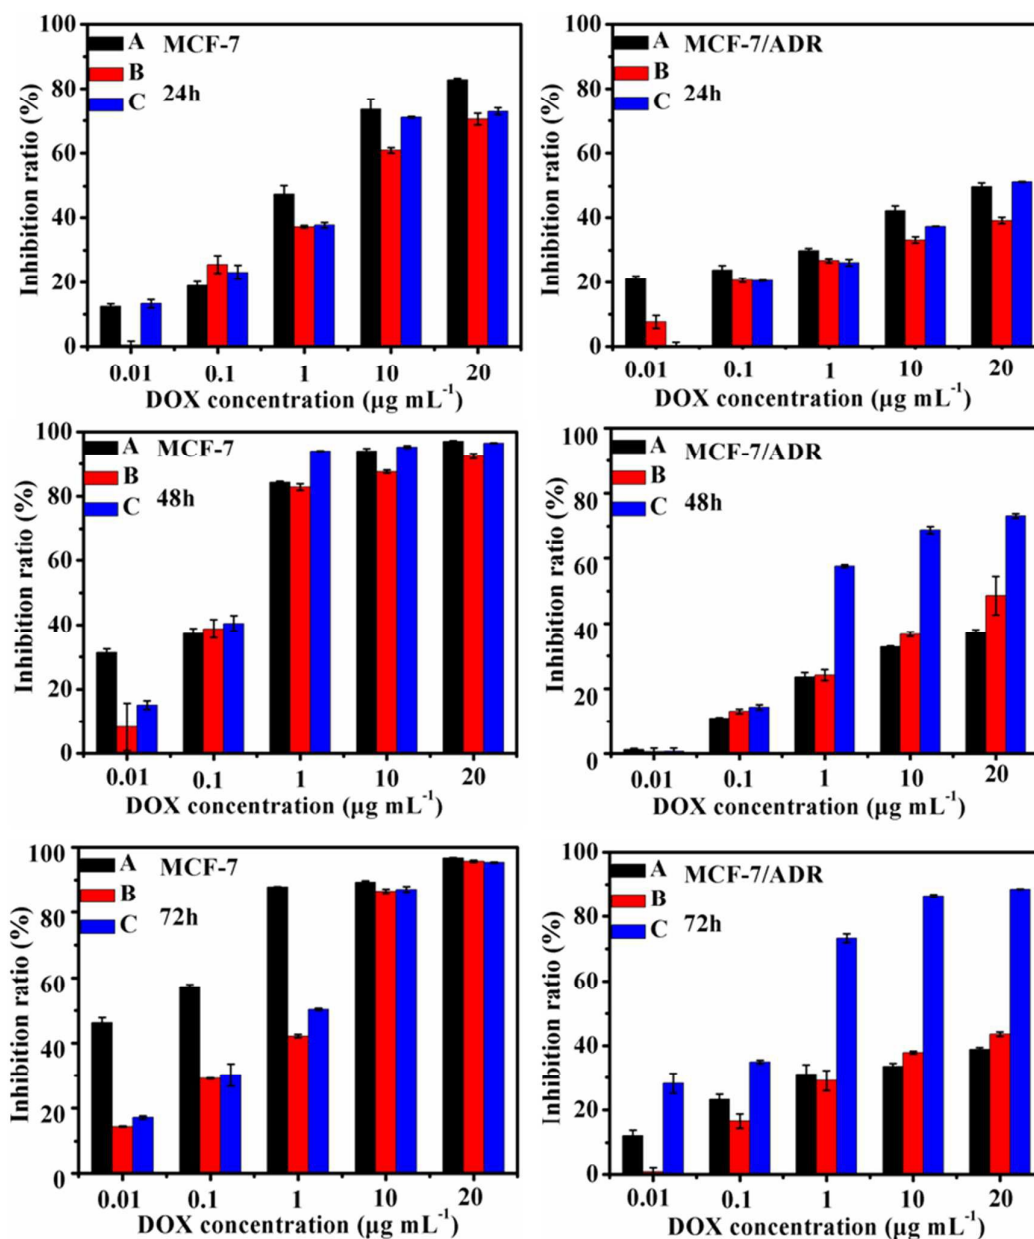 100
80
60
40
20
0
Inhibition ratio (%)
A MCF-7
B
C 24h
0.01 0.1 1 10 20
DOX concentration (µg mL⁻¹)
100
80
60
40
20
0
Inhibition ratio (%)
A MCF-7/ADR
B
C 24h
0.01 0.1 1 10 20
DOX concentration (µg mL⁻¹)
100
80
60
40
20
0
Inhibition ratio (%)
A MCF-7
B
C 48h
0.01 0.1 1 10 20
DOX concentration (µg mL⁻¹)
100
80
60
40
20
0
Inhibition ratio (%)
A MCF-7/ADR
B
C 48h
0.01 0.1 1 10 20
DOX concentration (µg mL⁻¹)
100
80
60
40
20
0
Inhibition ratio (%)
A MCF-7
B
C 72h
0.01 0.1 1 10 20
DOX concentration (µg mL⁻¹)
100
80
60
40
20
0
Inhibition ratio (%)
A MCF-7/ADR
B
C 72h
0.01 0.1 1 10 20
DOX concentration (µg mL⁻¹)